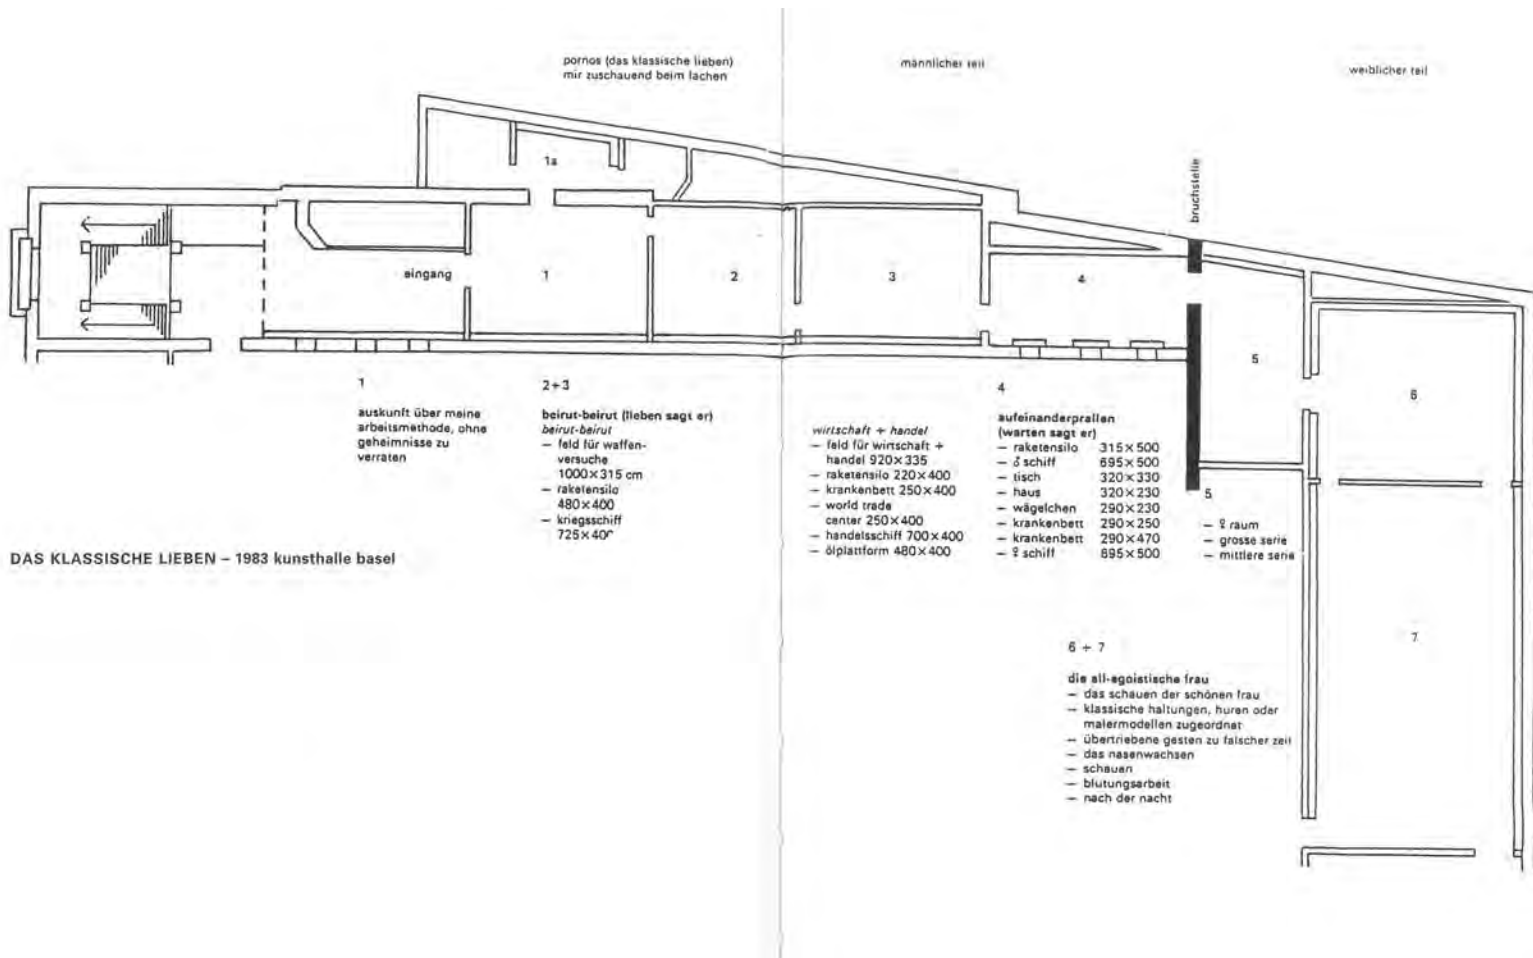 pornos (das klassische lieben)
mir zuschauend beim lachen
männlicher teil
weiblicher teil
bruchstelle
1a
eingang
1
2
3
4
5
6
7
1
auskunft über meine
arbeitsmethode, ohne
geheimnisse zu
verraten
2+3
beirut-beirut (lieben sagt er)
beirut-beirut
– feld für waffen-
versuche
1000×315 cm
– raketensilo
480×400
– kriegsschiff
725×400
wirtschaft + handel
– feld für wirtschaft +
handel 920×335
– raketensilo 220×400
– krankenbett 250×400
– world trade
center 250×400
– handelsschiff 700×400
– ölplattform 480×400
4
aufeinanderprallen
(warten sagt er)
– raketensilo 315×500
– ♂ schiff 695×500
– tisch 320×330
– haus 320×230
– wägelchen 290×230
– krankenbett 290×250
– krankenbett 290×470
– ♀ schiff 695×500
5
– ♀ raum
– grosse serie
– mittlere serie
DAS KLASSISCHE LIEBEN – 1983 kunsthalle basel
6 + 7
die all-egoistische frau
– das schauen der schönen frau
– klassische haltungen, huren oder
malermodellen zugeordnet
– übertriebene gesten zu falscher zeit
– das nasenwachsen
– schauen
– blutungsarbeit
– nach der nacht